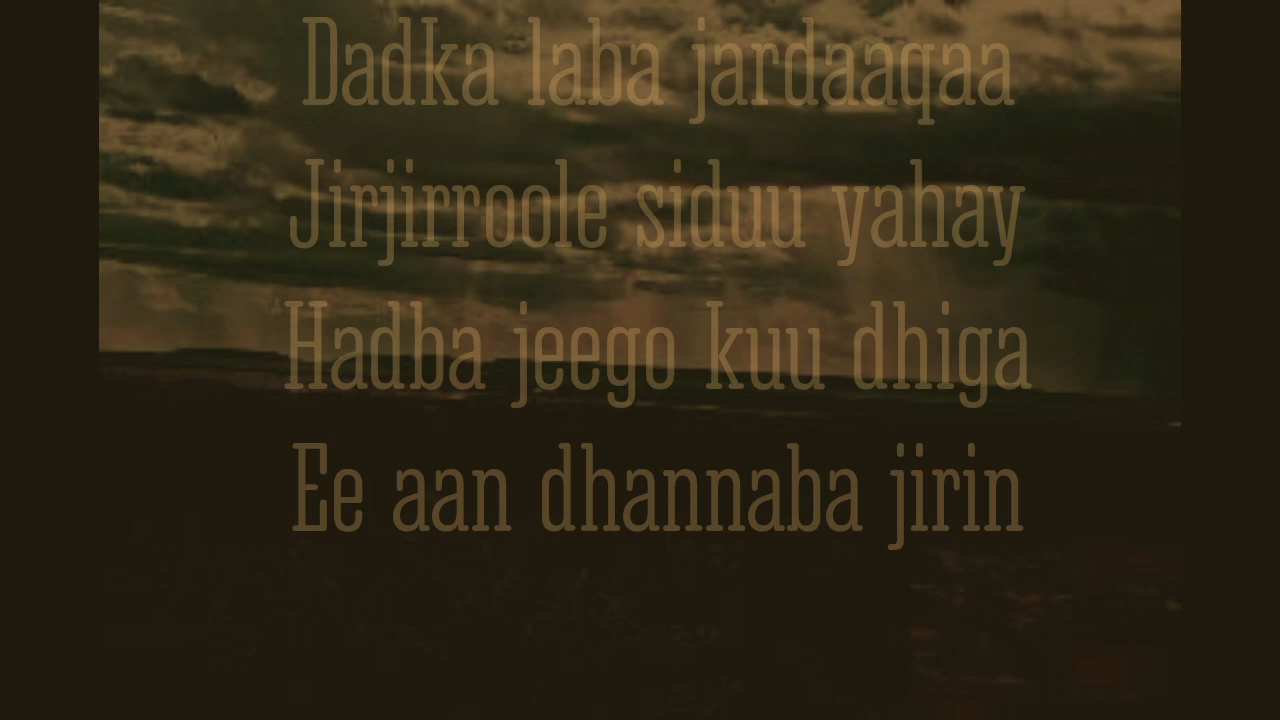 Dadka laba jardaaqaa
Jirjirroole siduu yahay
Hadba jeego kuu dhiga
Ee aan dhannaba jirin